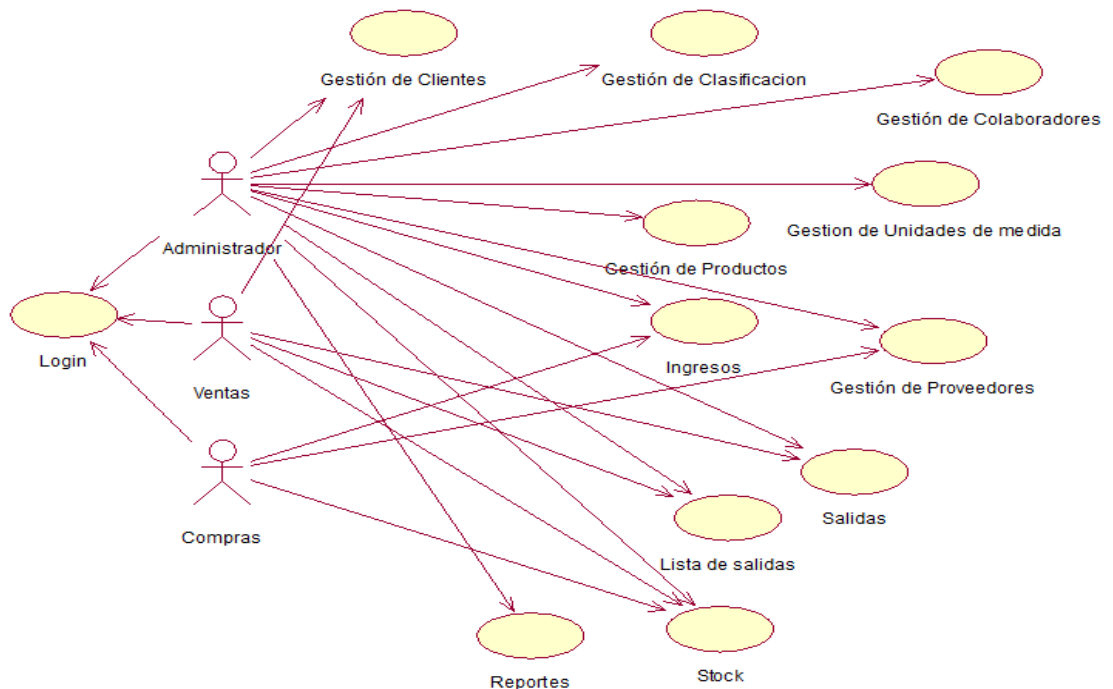 Gestión de Clientes
Gestión de Clasificacion
Gestión de Colaboradores
Administrador
Gestion de Unidades de medida
Gestión de Productos
Login
Ventas
Ingresos
Gestión de Proveedores
Compras
Salidas
Lista de salidas
Reportes
Stock